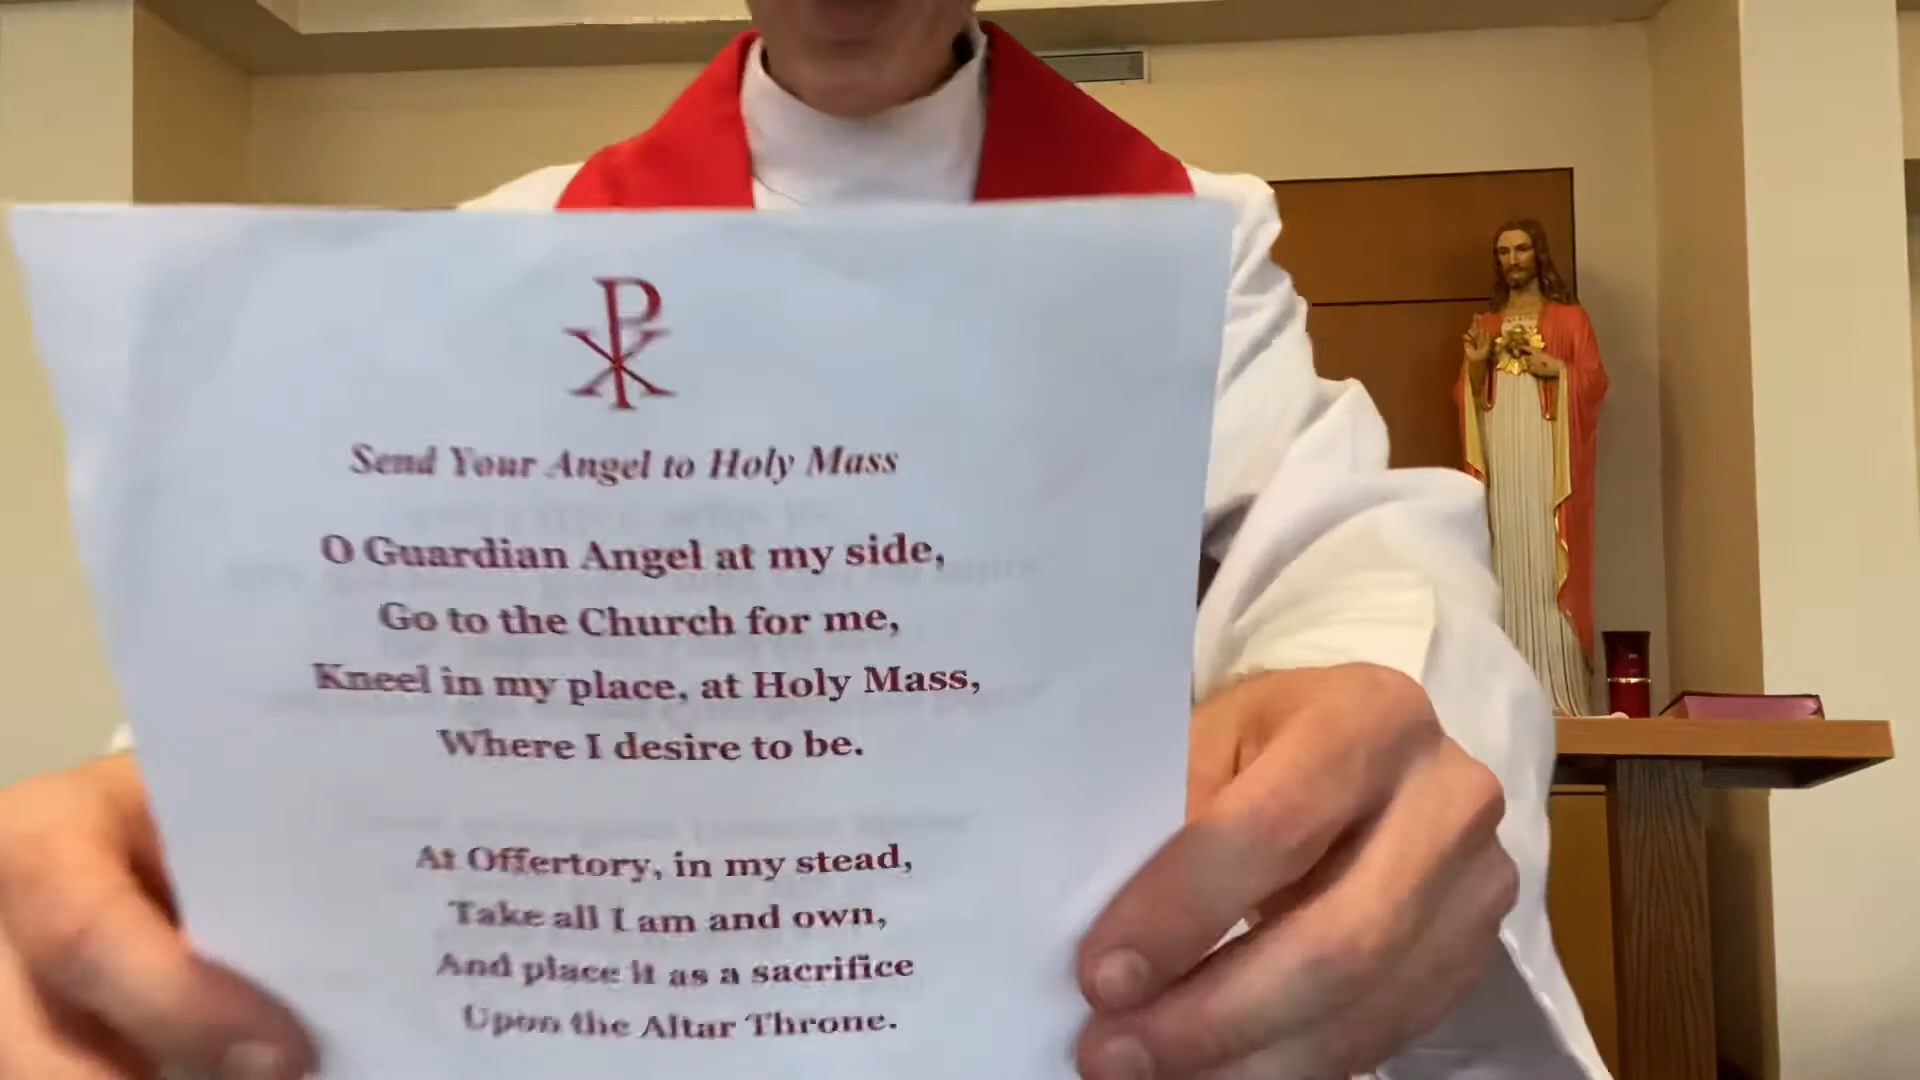 Send Your Angel to Holy Mass
O Guardian Angel at my side,
Go to the Church for me,
Kneel in my place, at Holy Mass,
Where I desire to be.
At Offertory, in my stead,
Take all I am and own,
And place it as a sacrifice
Upon the Altar Throne.